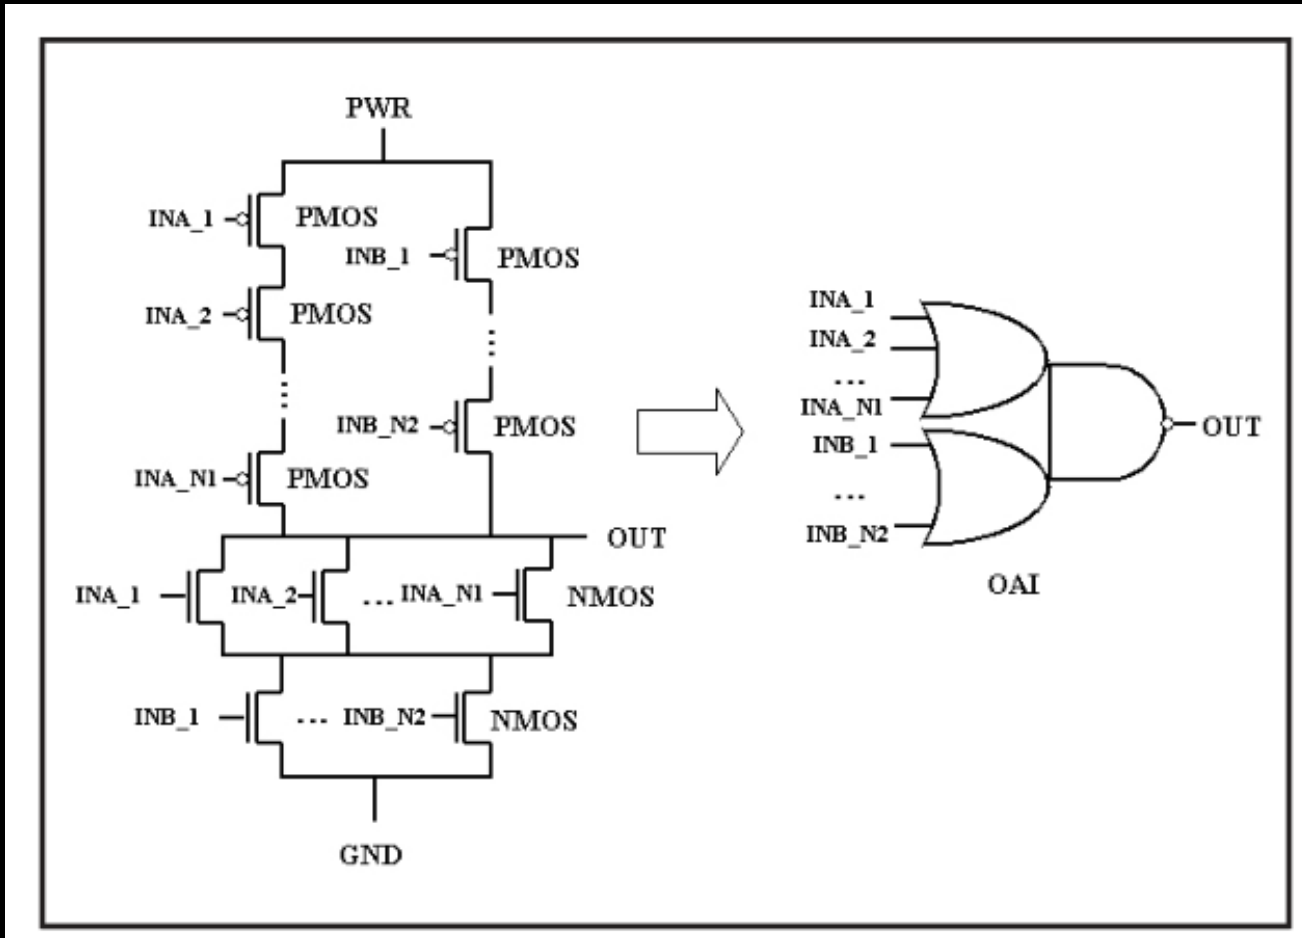 PWR
INA_1
PMOS
INB_1
PMOS
INA_2
PMOS
INB_N2
PMOS
INA_N1
PMOS
OUT
INA_1
INA_2
...
INA_N1
NMOS
INB_1
...
INB_N2
NMOS
GND
INA_1
INA_2
...
INA_N1
INB_1
...
INB_N2
OUT
OAI